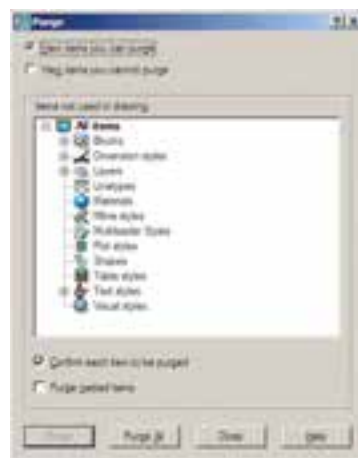 Purge
View items you can purge
View items you cannot purge
Items not used in drawing
All items
Blocks
Dimension styles
Layers
Linetypes
Materials
Mline styles
Multileader Styles
Plot styles
Shapes
Table styles
Text styles
Visual styles
Confirm each item to be purged
Purge nested items
Purge
Purge All
Close
Help